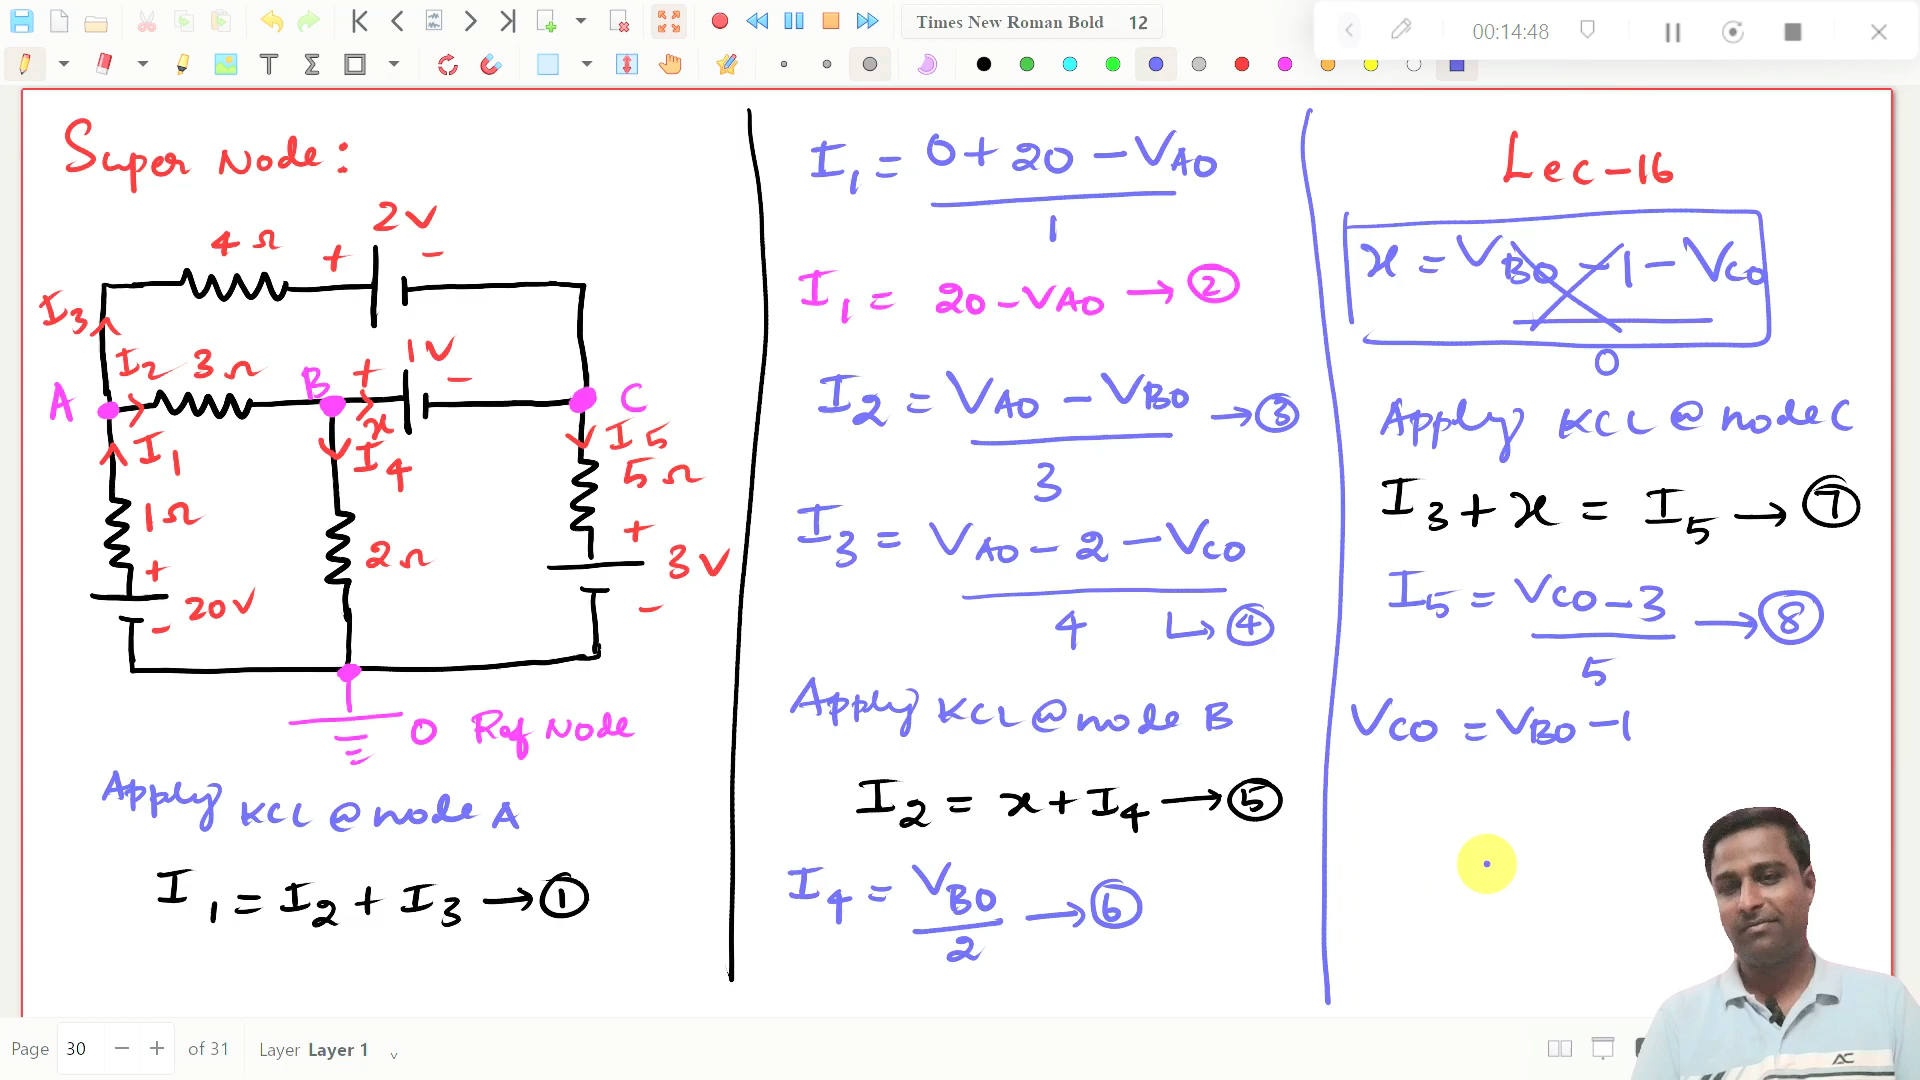 Times New Roman Bold 12
00:14:48
Super Node:
2V
4Ω + -
I3
I2 3Ω B + 1V -
A C
x
I1 I4 I5
5Ω
1Ω
+ 2Ω + 3V
20V
- -
0 Ref Node
Apply KCL @ node A
I1 = I2 + I3 → ①
I1 = 0 + 20 - VAO
1
I1 = 20 - VAO → ②
I2 = VAO - VBO → ③
3
I3 = VAO - 2 - VCO
4 ↳ ④
Apply KCL @ node B
I2 = x + I4 → ⑤
I4 = VBO → ⑥
2
Lec-16
x = VBO - 1 - VCO
0
Apply KCL @ node C
I3 + x = I5 → ⑦
I5 = VCO - 3 → ⑧
5
VCO = VBO - 1
AC
Page 30 - + of 31 Layer Layer 1